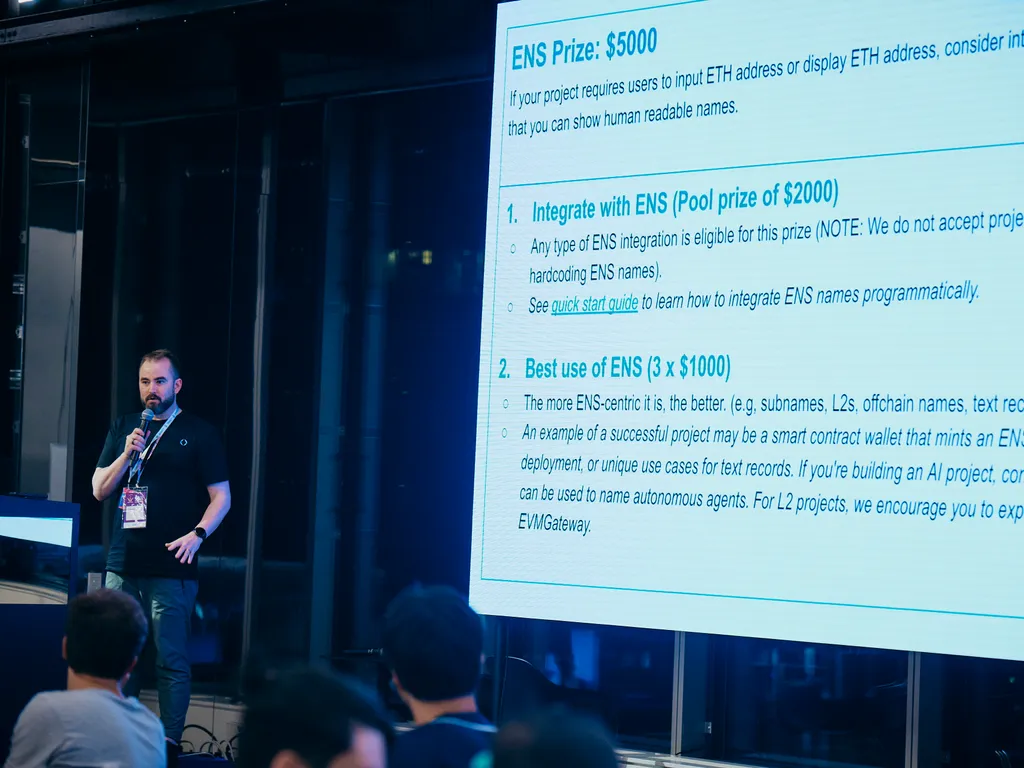 ENS Prize: $5000
If your project requires users to input ETH address or display ETH address, consider
that you can show human readable names.
1. Integrate with ENS (Pool prize of $2000)
○ Any type of ENS integration is eligible for this prize (NOTE: We do not accept proje
hardcoding ENS names).
○ See quick start guide to learn how to integrate ENS names programmatically.
2. Best use of ENS (3 x $1000)
○ The more ENS-centric it is, the better. (e.g, subnames, L2s, offchain names, text rec
○ An example of a successful project may be a smart contract wallet that mints an ENS
deployment, or unique use cases for text records. If you're building an AI project, con
can be used to name autonomous agents. For L2 projects, we encourage you to exp
EVMGateway.